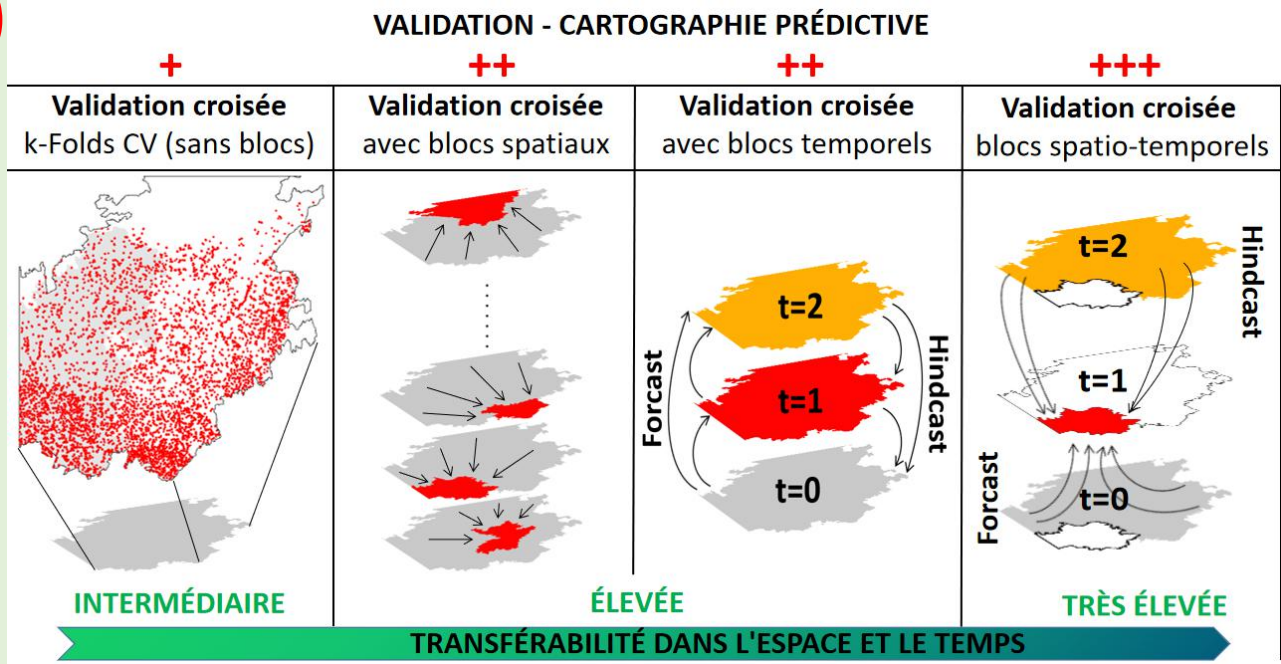 VALIDATION - CARTOGRAPHIE PRÉDICTIVE
+
++
++
+++
Validation croisée
k-Folds CV (sans blocs)
Validation croisée
avec blocs spatiaux
Validation croisée
avec blocs temporels
Validation croisée
blocs spatio-temporels
t=2
t=1
t=0
Forcast
Hindcast
t=2
t=1
t=0
Hindcast
Forcast
INTERMÉDIAIRE
ÉLEVÉE
TRÈS ÉLEVÉE
TRANSFÉRABILITÉ DANS L'ESPACE ET LE TEMPS